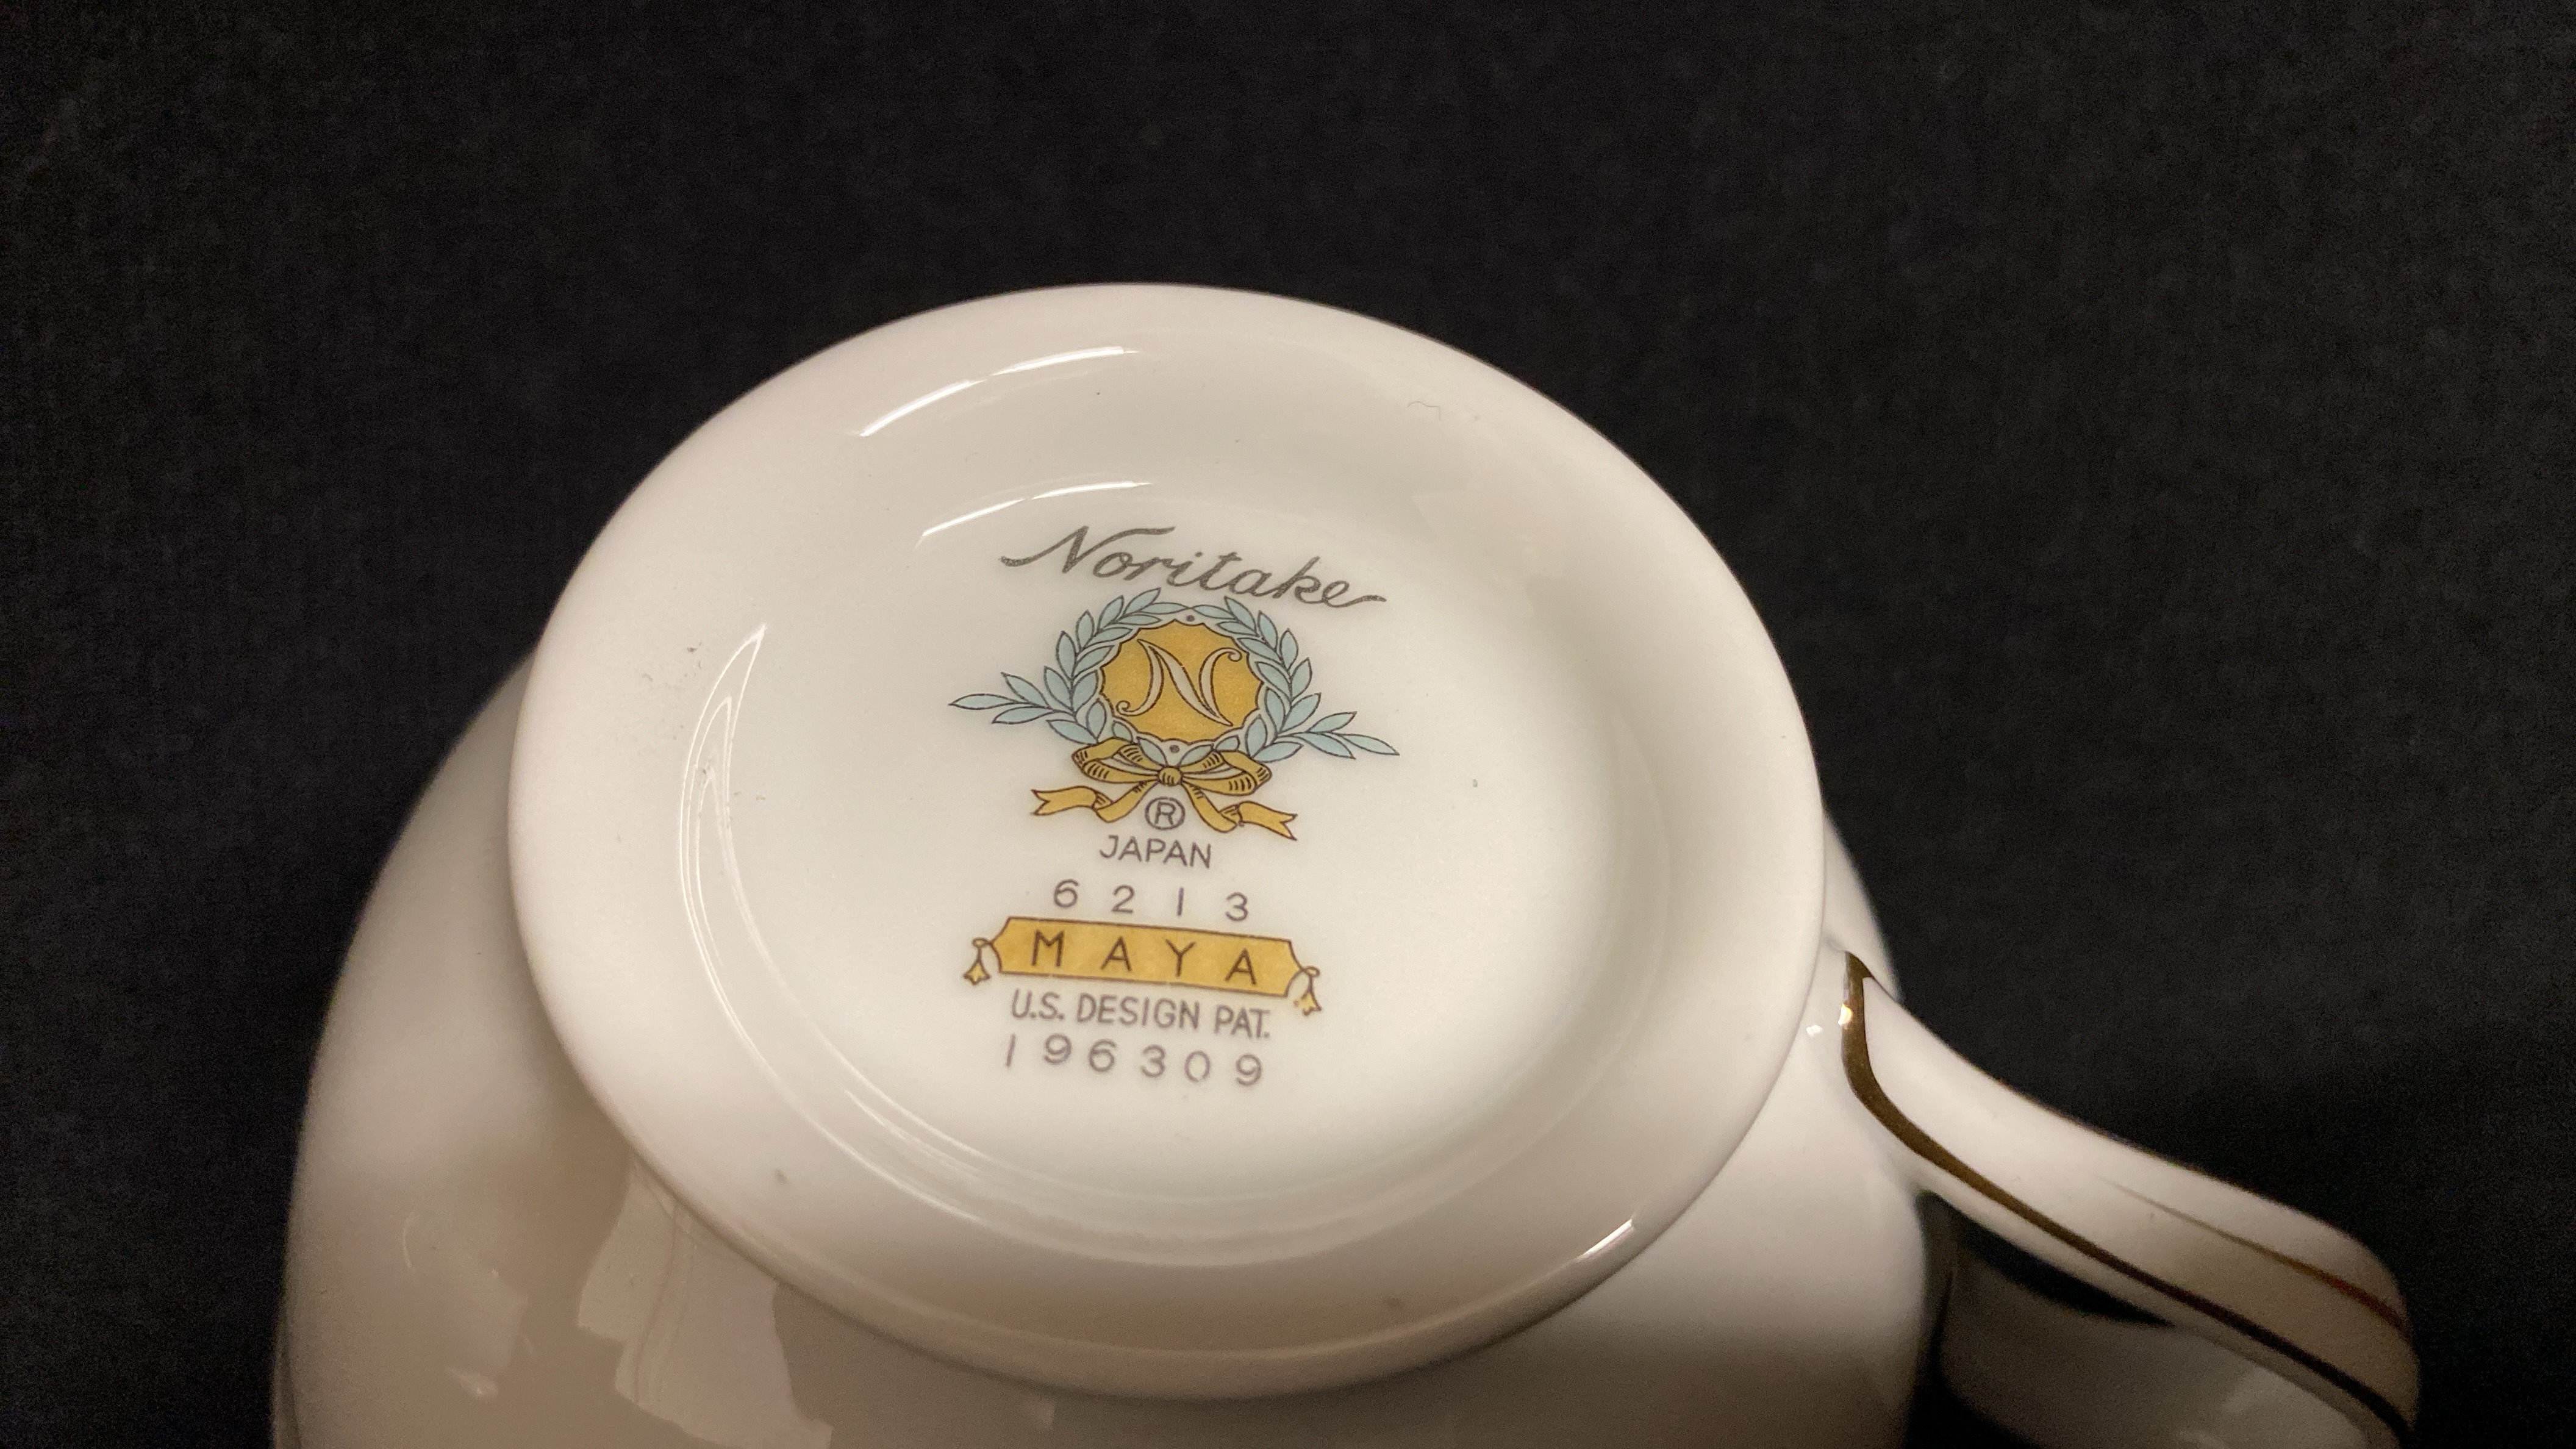 Noritake
N
®
JAPAN
6213
MAYA
U.S. DESIGN PAT.
196309